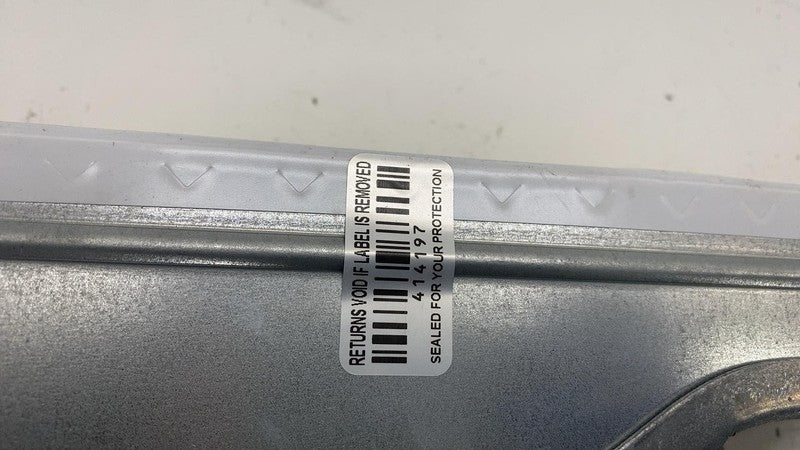 RETURNS VOID IF LABEL IS REMOVED
414197
SEALED FOR YOUR PROTECTION